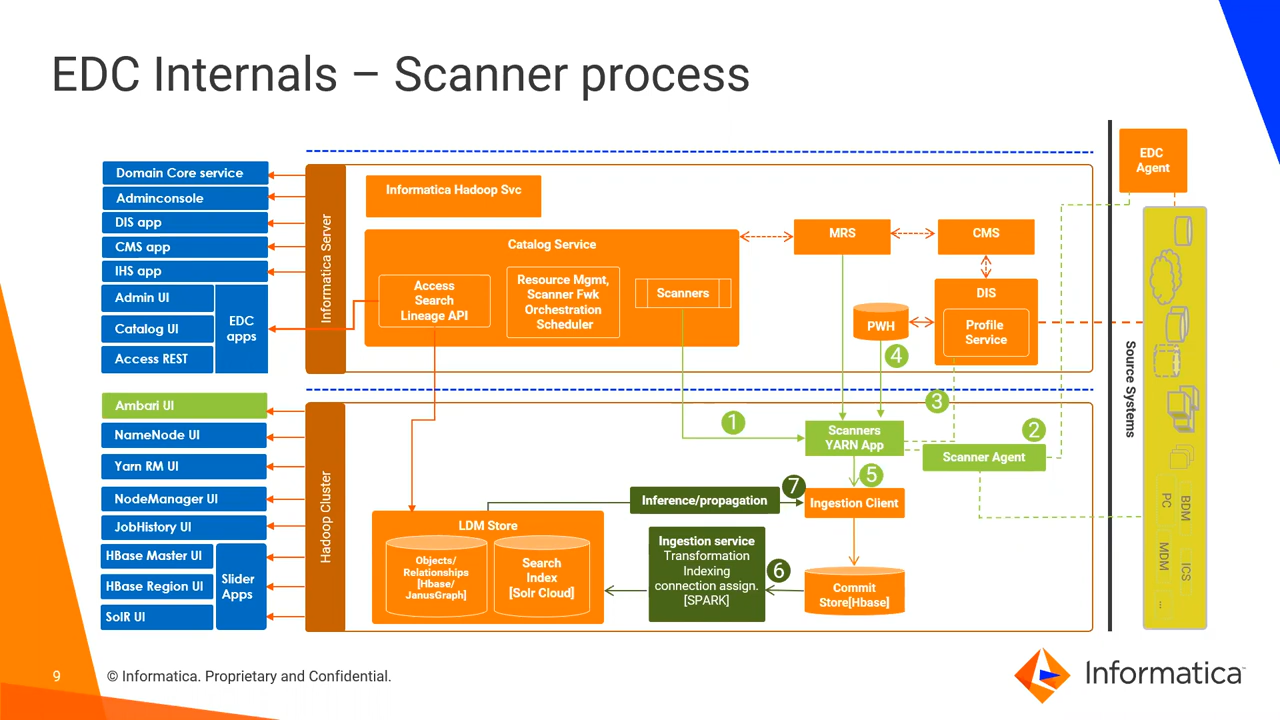 EDC Internals – Scanner process
Domain Core service
Adminconsole
DIS app
CMS app
IHS app
Admin UI
Catalog UI
Access REST
EDC
apps
Ambari UI
NameNode UI
Yarn RM UI
NodeManager UI
JobHistory UI
HBase Master UI
HBase Region UI
SolR UI
Slider
Apps
Informatica Server
Informatica Hadoop Svc
Catalog Service
Access
Search
Lineage API
Resource Mgmt,
Scanner Fwk
Orchestration
Scheduler
Scanners
MRS
CMS
PWH
DIS
Profile
Service
4
3
Hadoop Cluster
1
Scanners
YARN App
2
Scanner Agent
5
Inference/propagation
7
Ingestion Client
LDM Store
Objects/
Relationships
[Hbase/
JanusGraph]
Search
Index
[Solr Cloud]
Ingestion service
Transformation
Indexing
connection assign.
[SPARK]
6
Commit
Store[Hbase]
EDC
Agent
Source Systems
PC
BDM
MDM
ICS
...
9
© Informatica. Proprietary and Confidential.
Informatica™